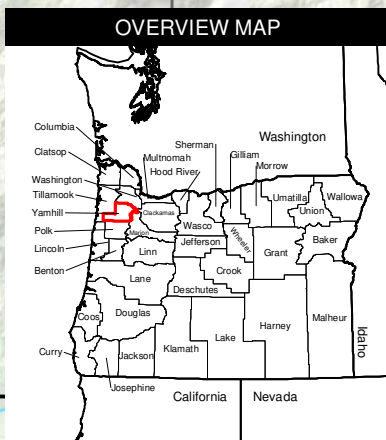 OVERVIEW MAP
Columbia
Clatsop
Washington
Tillamook
Yamhill
Polk
Lincoln
Benton
Multnomah
Hood River
Sherman
Washington
Gilliam
Morrow
Umatilla
Wallowa
Union
Clackamas
Wasco
Marion
Jefferson
Wheeler
Grant
Baker
Linn
Crook
Lane
Deschutes
Coos
Douglas
Malheur
Harney
Lake
Idaho
Curry
Jackson
Klamath
Josephine
California
Nevada